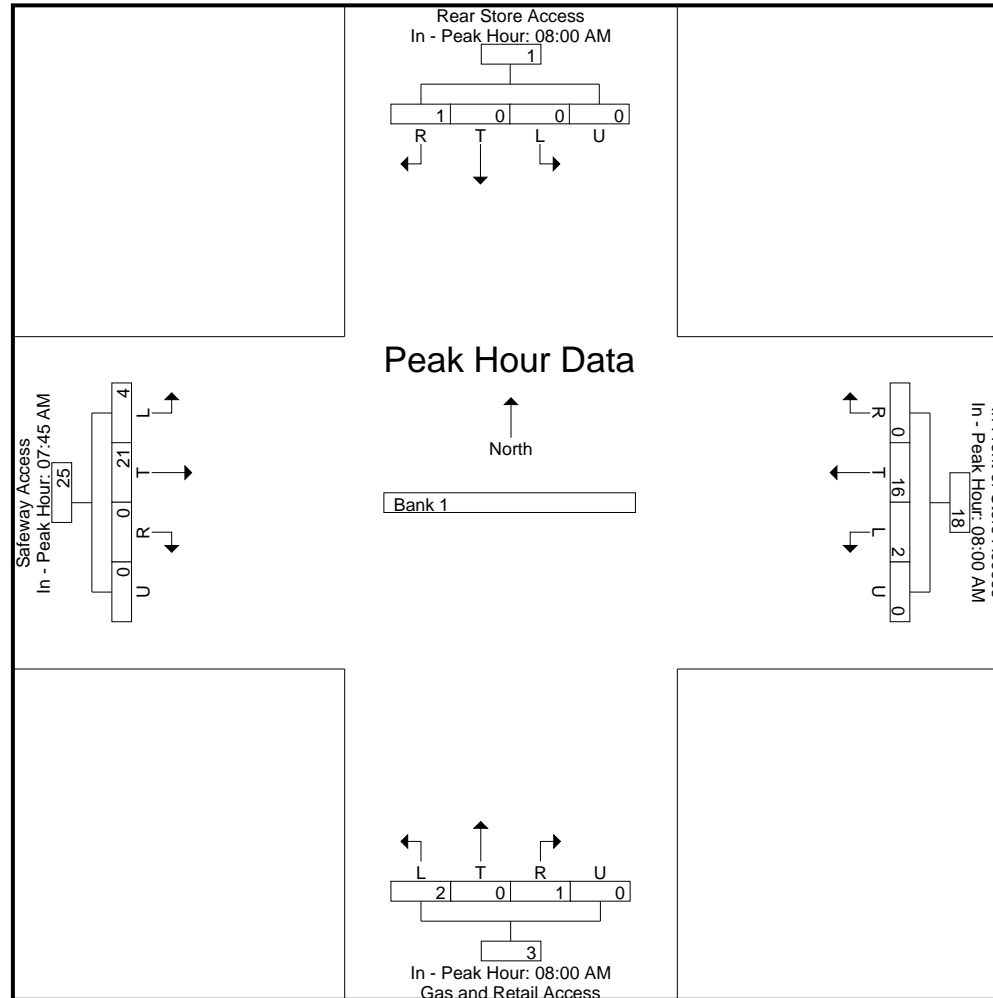 Rear Store Access
In - Peak Hour: 08:00 AM
1
1 0 0 0
R T L U
Peak Hour Data
North
Bank 1
Safeway Access
In - Peak Hour: 07:45 AM
25
4 21 0 0
L T R U
In - Peak Hour: 08:00 AM
18
0 16 2 0
R T L U
L T R U
2 0 1 0
3
In - Peak Hour: 08:00 AM
Gas and Retail Access